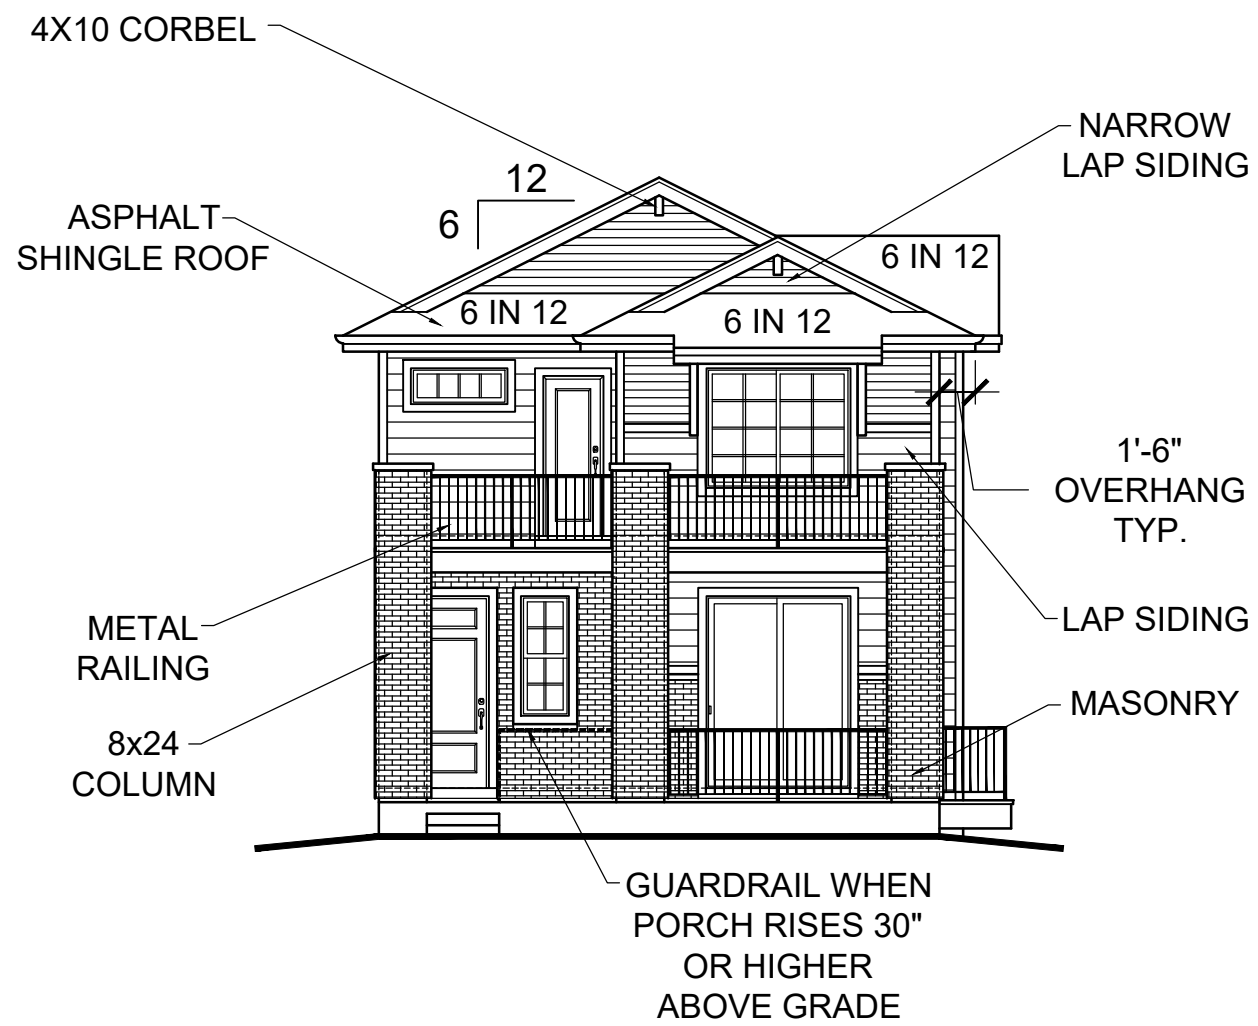 4X10 CORBEL
NARROW
LAP SIDING
12
6
ASPHALT
SHINGLE ROOF
6 IN 12
6 IN 12
6 IN 12
1'-6"
OVERHANG
TYP.
METAL
RAILING
LAP SIDING
8x24
COLUMN
MASONRY
GUARDRAIL WHEN
PORCH RISES 30"
OR HIGHER
ABOVE GRADE